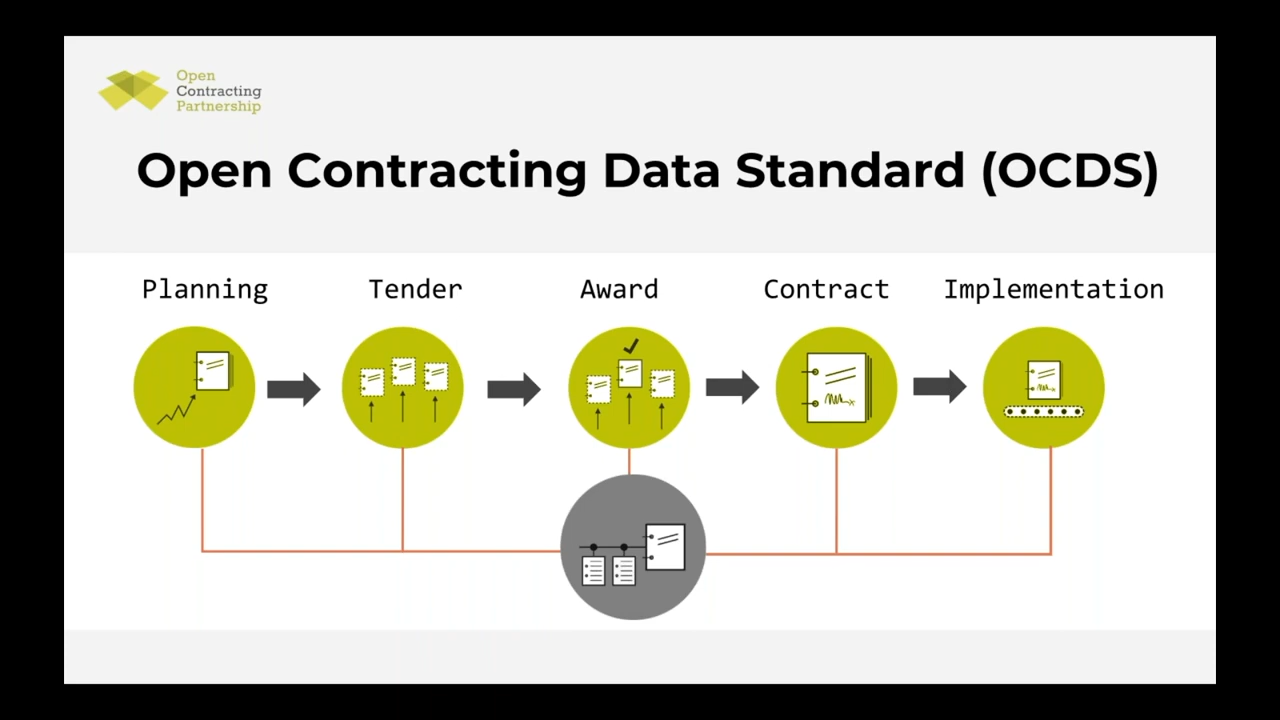 Open
Contracting
Partnership
Open Contracting Data Standard (OCDS)
Planning
Tender
Award
Contract
Implementation